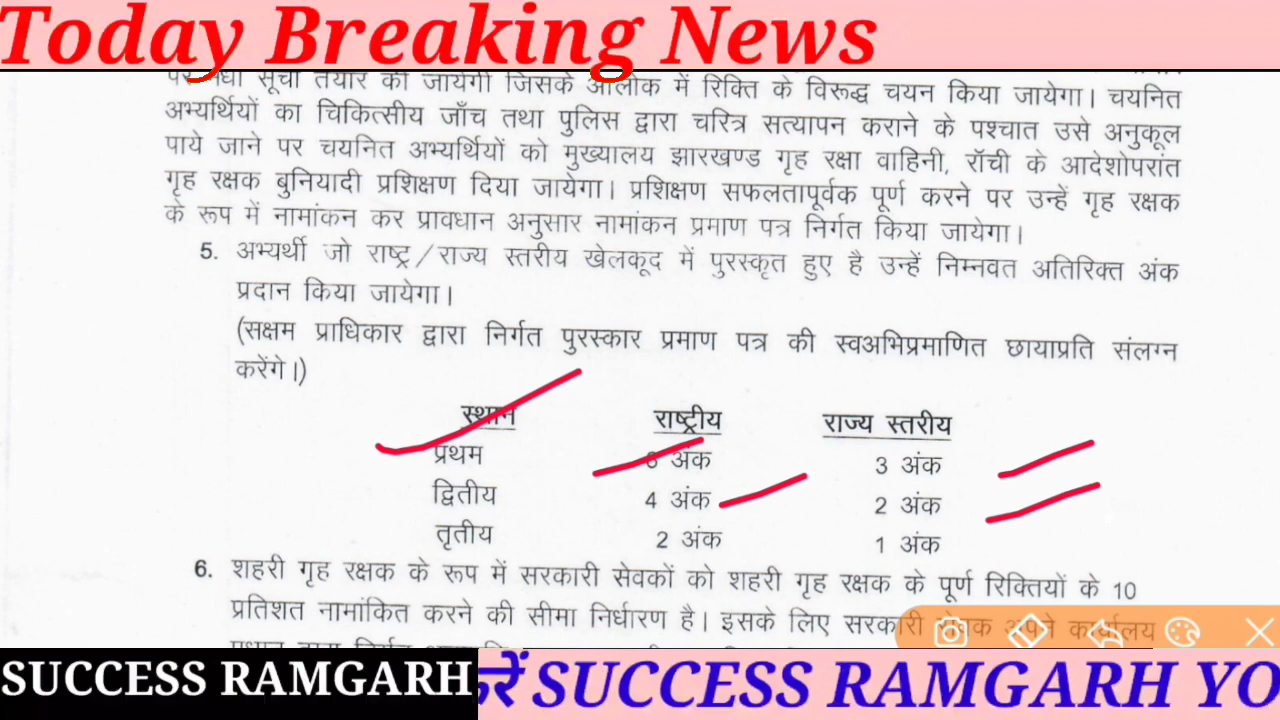 Today Breaking News
सूची तैयार की जायेगी जिसके आलोक में रिक्ति के विरूद्ध चयन किया जायेगा। चयनित
अभ्यर्थियों का चिकित्सीय जाँच तथा पुलिस द्वारा चरित्र सत्यापन कराने के पश्चात उसे अनुकूल
पाये जाने पर चयनित अभ्यर्थियों को मुख्यालय झारखण्ड गृह रक्षा वाहिनी, राँची के आदेशोपरांत
गृह रक्षक बुनियादी प्रशिक्षण दिया जायेगा। प्रशिक्षण सफलतापूर्वक पूर्ण करने पर उन्हें गृह रक्षक
के रूप में नामांकन कर प्रावधान अनुसार नामांकन प्रमाण पत्र निर्गत किया जायेगा।
5. अभ्यर्थी जो राष्ट्र/राज्य स्तरीय खेलकूद में पुरस्कृत हुए है उन्हें निम्नवत अतिरिक्त अंक
प्रदान किया जायेगा।
(सक्षम प्राधिकार द्वारा निर्गत पुरस्कार प्रमाण पत्र की स्वअभिप्रमाणित छायाप्रति संलग्न
करेंगे।)
स्थान राष्ट्रीय राज्य स्तरीय
प्रथम अंक 3 अंक
द्वितीय 4 अंक 2 अंक
तृतीय 2 अंक 1 अंक
6. शहरी गृह रक्षक के रूप में सरकारी सेवकों को शहरी गृह रक्षक के पूर्ण रिक्तियों के 10
प्रतिशत नामांकित करने की सीमा निर्धारण है। इसके लिए सरकारी सेवक अपने कार्यालय
SUCCESS RAMGARH
करें SUCCESS RAMGARH YO